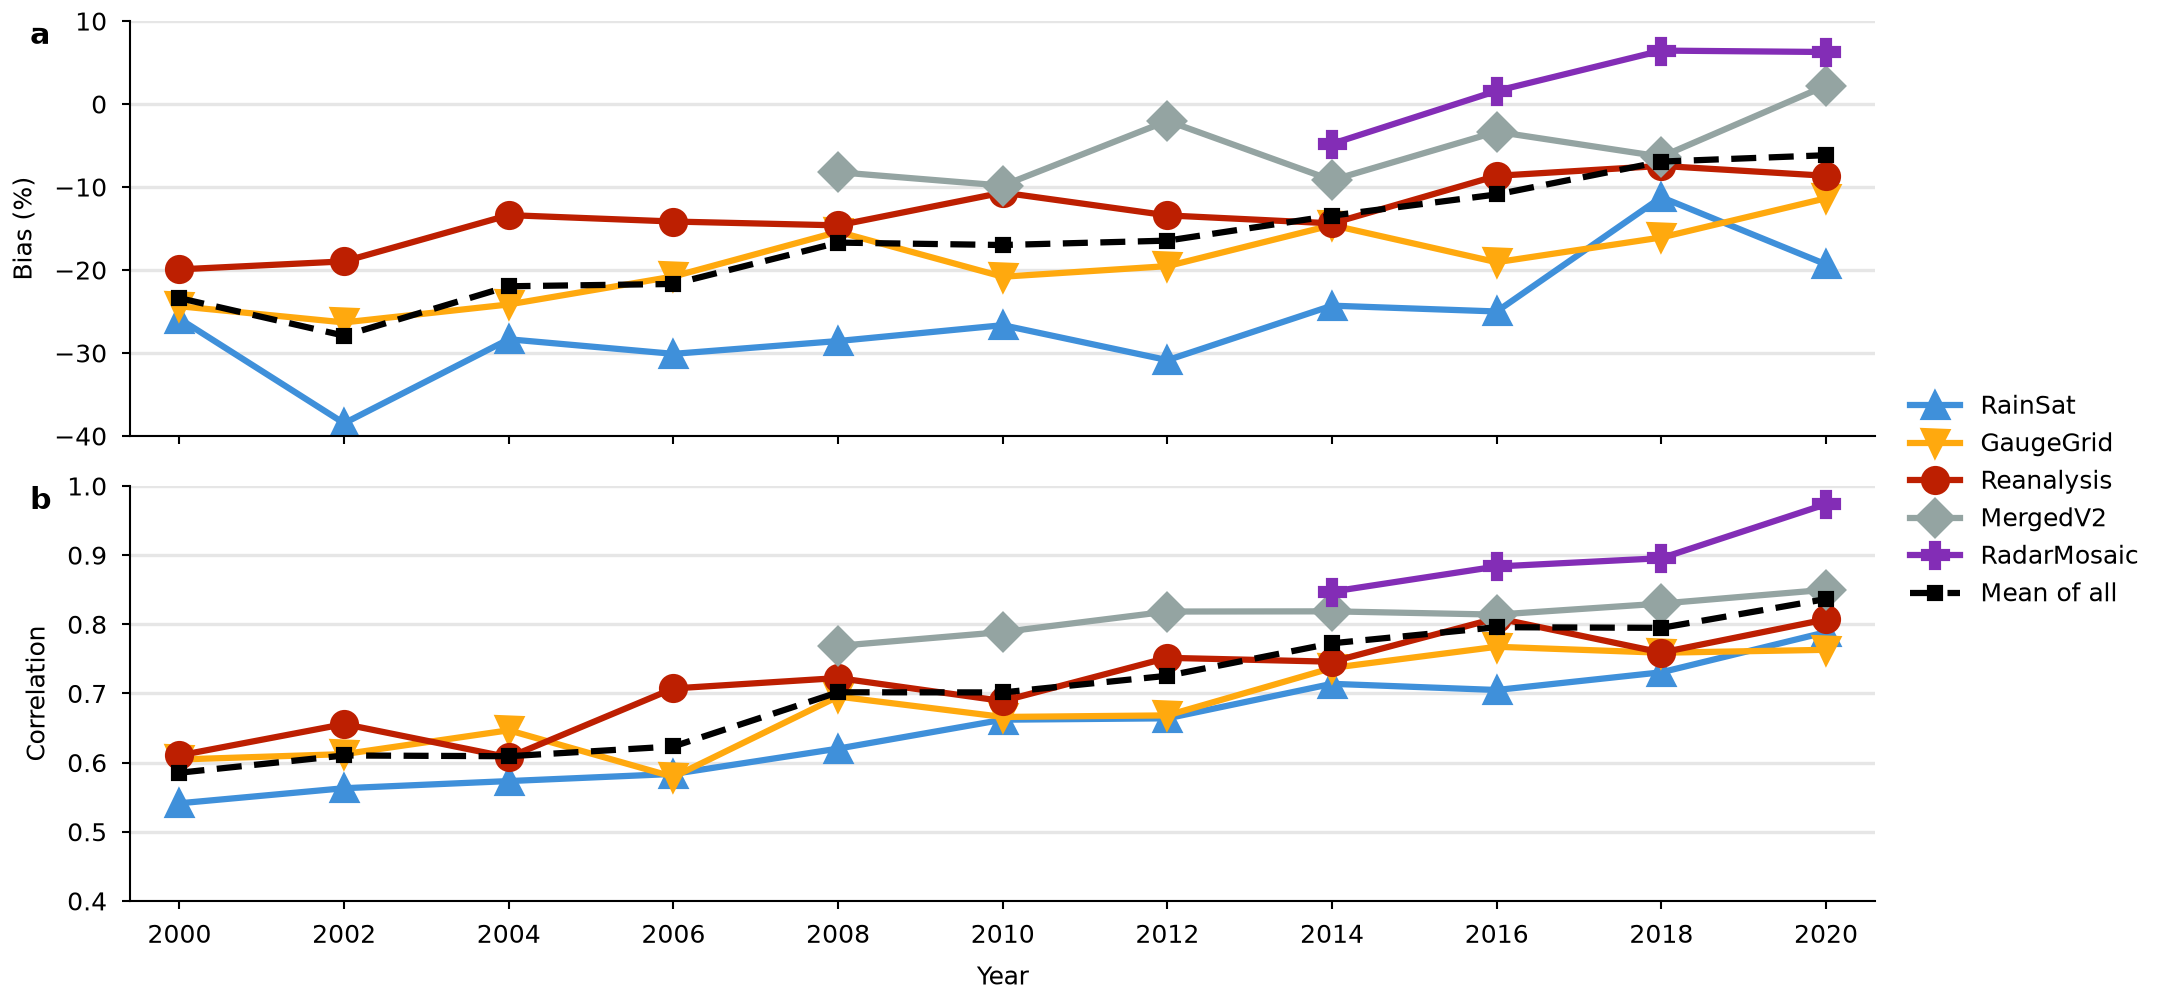 a
10
0
−10
−20
−30
−40
Bias (%)
b
1.0
0.9
0.8
0.7
0.6
0.5
0.4
Correlation
2000 2002 2004 2006 2008 2010 2012 2014 2016 2018 2020
Year
RainSat
GaugeGrid
Reanalysis
MergedV2
RadarMosaic
Mean of all